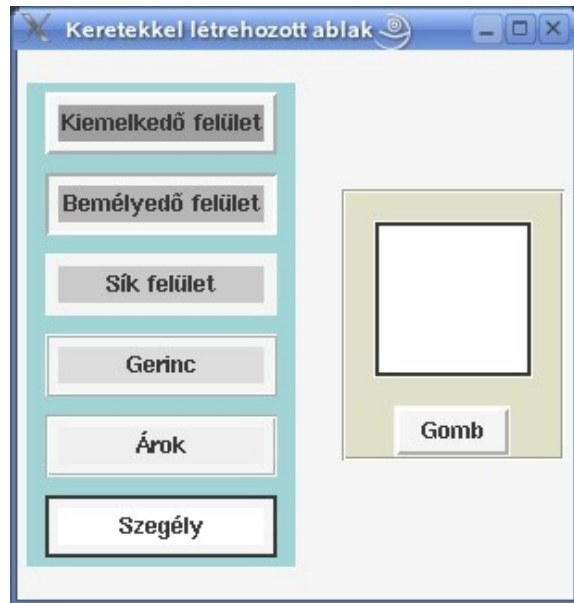 Keretekkel létrehozott ablak
Kiemelkedő felület
Bemélyedő felület
Sík felület
Gerinc
Árok
Szegély
Gomb